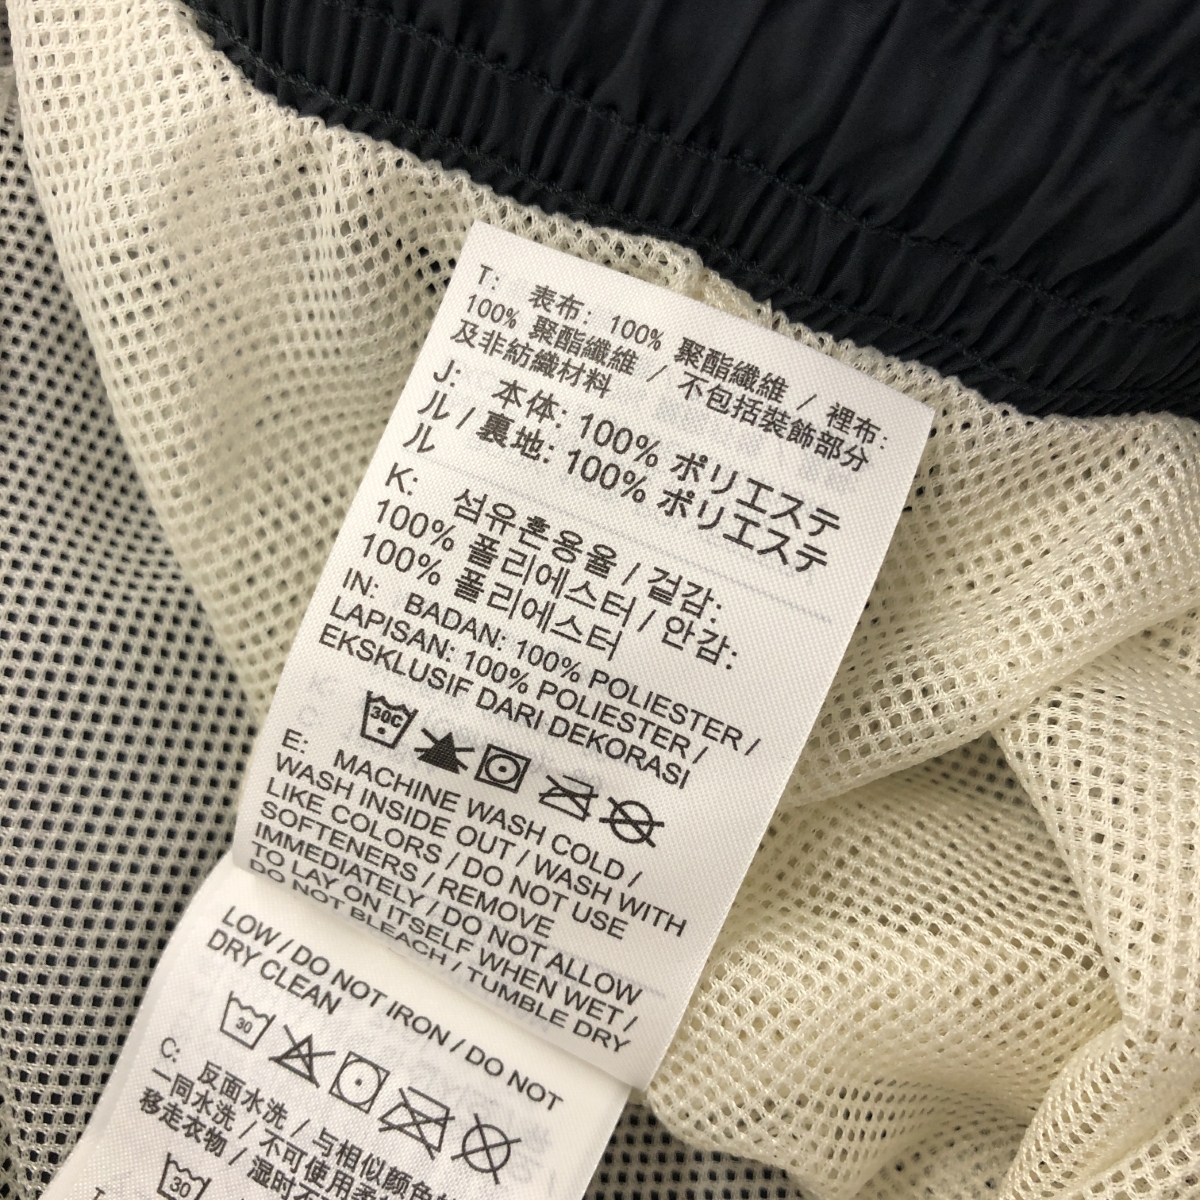 T: 表布: 100% 聚酯纖維 / 裡布:
100% 聚酯纖維 / 不包括裝飾部分
及非紡織材料
J: 本体: 100% ポリエステ
ル / 裏地: 100% ポリエステ
ル
K: 섬유혼용율 / 겉감:
100% 폴리에스터 / 안감:
100% 폴리에스터
IN: BADAN: 100% POLIESTER /
LAPISAN: 100% POLIESTER /
EKSKLUSIF DARI DEKORASI
30C
E: MACHINE WASH COLD /
WASH INSIDE OUT / WASH WITH
LIKE COLORS / DO NOT USE
SOFTENERS / REMOVE
IMMEDIATELY / DO NOT ALLOW
TO LAY ON ITSELF WHEN WET /
DO NOT BLEACH / TUMBLE DRY
LOW / DO NOT IRON / DO NOT
DRY CLEAN
30
C: 反面水洗 / 与相似颜色
一同水洗 / 不可使用柔
移走衣物 / 湿时不
30